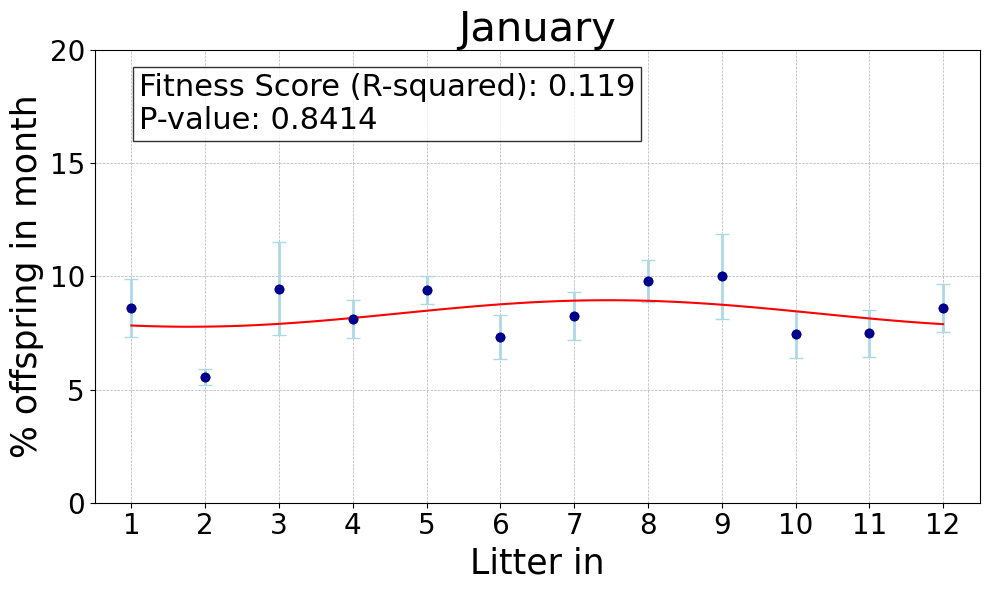 January
Fitness Score (R-squared): 0.119
P-value: 0.8414
% offspring in month
20
15
10
5
0
1 2 3 4 5 6 7 8 9 10 11 12
Litter in